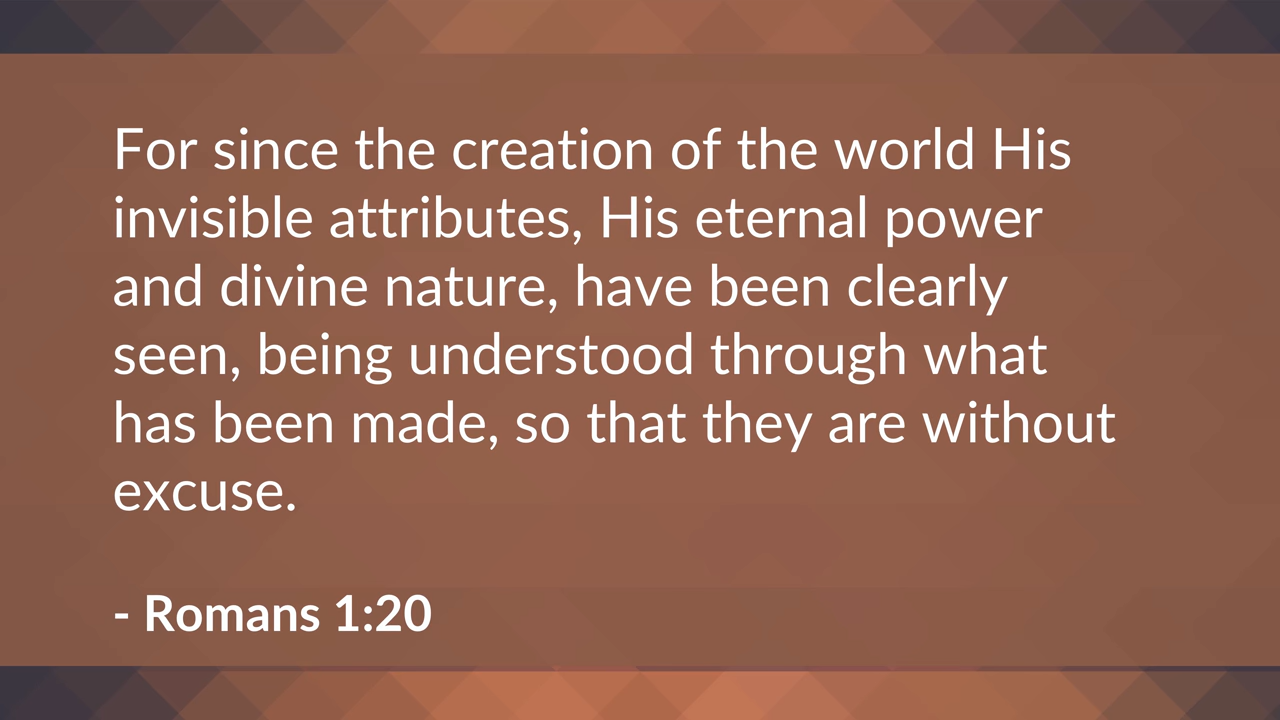 For since the creation of the world His
invisible attributes, His eternal power
and divine nature, have been clearly
seen, being understood through what
has been made, so that they are without
excuse.
- Romans 1:20